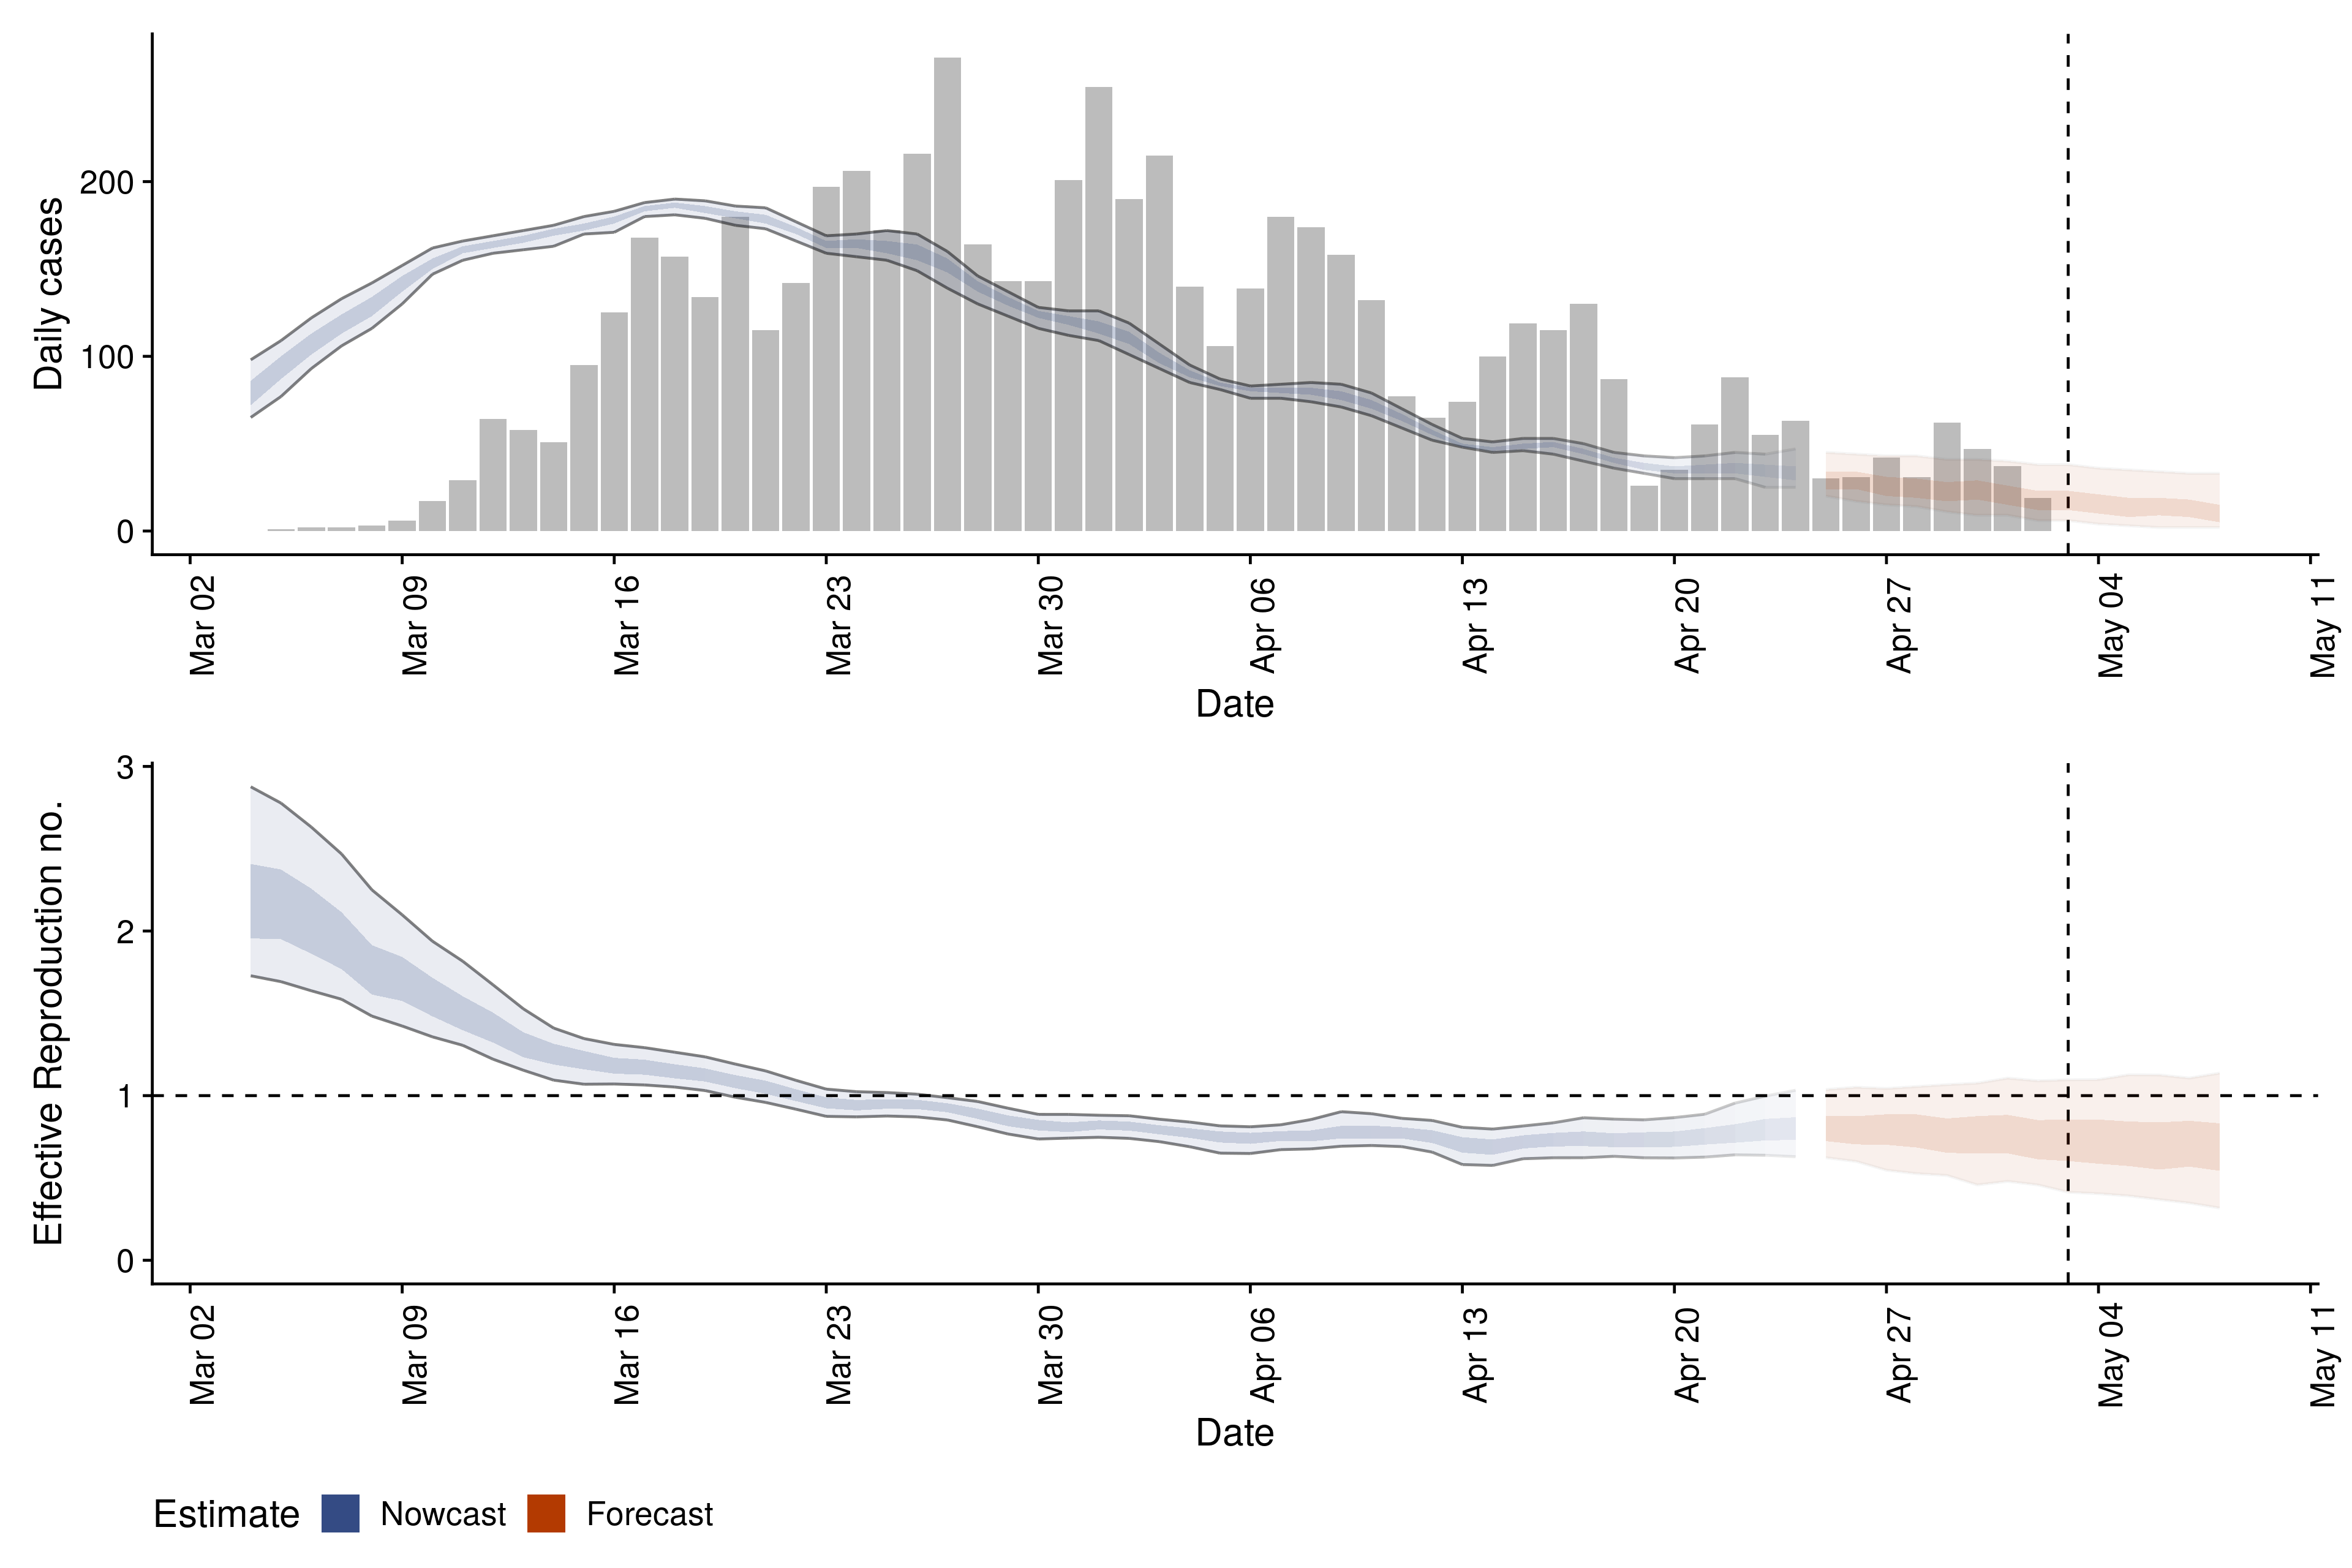 Daily cases
200
100
0
Mar 02 Mar 09 Mar 16 Mar 23 Mar 30 Apr 06 Apr 13 Apr 20 Apr 27 May 04 May 11
Date
Effective Reproduction no.
3
2
1
0
Mar 02 Mar 09 Mar 16 Mar 23 Mar 30 Apr 06 Apr 13 Apr 20 Apr 27 May 04 May 11
Date
Estimate Nowcast Forecast